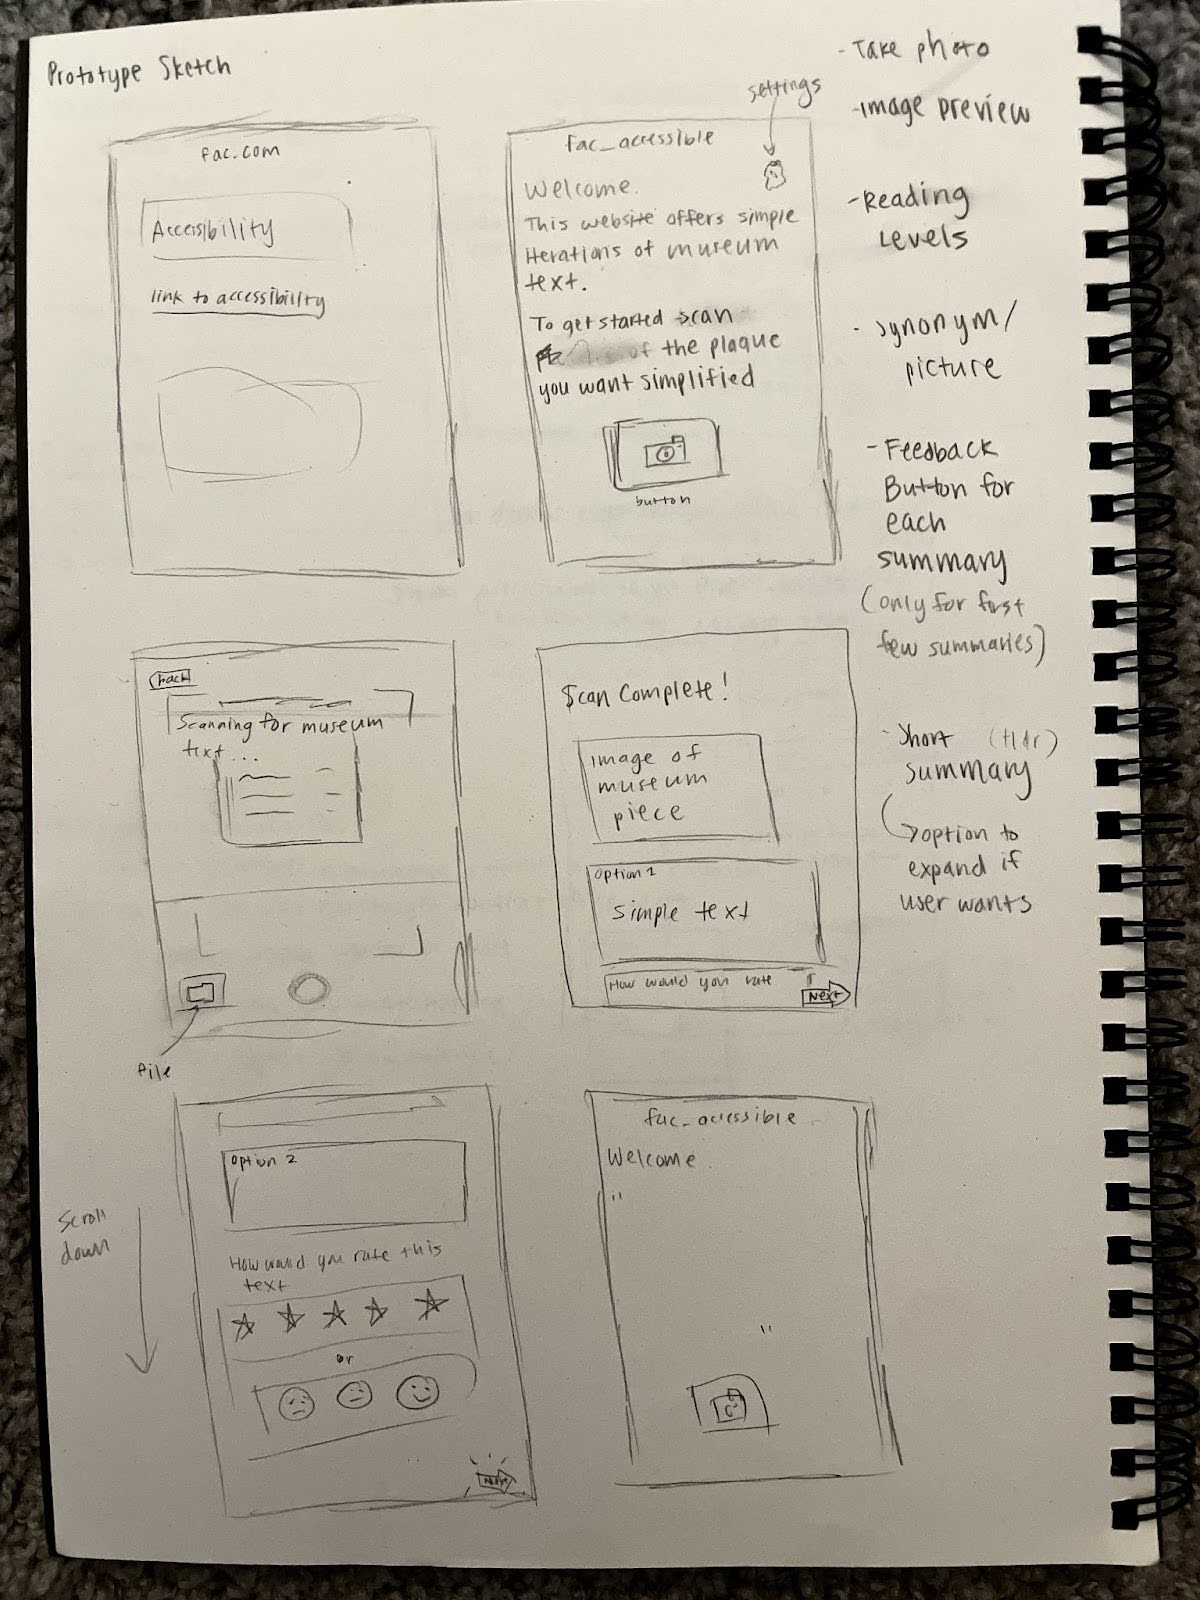 Prototype Sketch
fac.com
Accessibility
link to accessibility
settings
fac_accessible
Welcome.
This website offers simple
iterations of museum
text.
To get started scan
of the plaque
you want simplified
button
back
Scanning for museum
text...
file
Scan Complete!
image of
museum
piece
option 1
simple text
How would you rate
Next
Scroll
down
option 2
How would you rate this
text
or
Next
fac_accessible
Welcome.
"
"
- Take photo
- Image preview
- Reading
Levels
- Synonym/
picture
- Feedback
Button for
each
summary
(only for first
few summaries)
- Short (tldr)
summary
option to
expand if
user wants